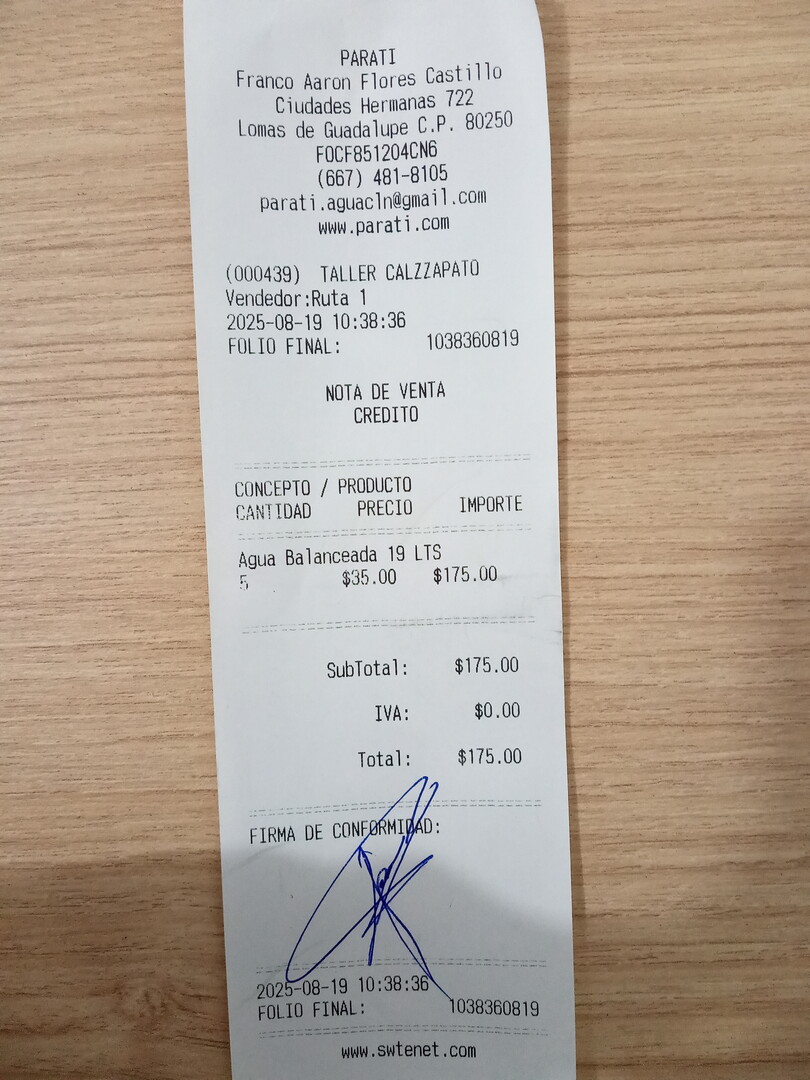 PARATI
Franco Aaron Flores Castillo
Ciudades Hermanas 722
Lomas de Guadalupe C.P. 80250
FOCF851204CN6
(667) 481-8105
parati.aguacln@gmail.com
www.parati.com
(000439) TALLER CALZZAPATO
Vendedor:Ruta 1
2025-08-19 10:38:36
FOLIO FINAL: 1038360819
NOTA DE VENTA
CREDITO
CONCEPTO / PRODUCTO
CANTIDAD PRECIO IMPORTE
Agua Balanceada 19 LTS
5 $35.00 $175.00
SubTotal: $175.00
IVA: $0.00
Total: $175.00
FIRMA DE CONFORMIDAD:
2025-08-19 10:38:36
FOLIO FINAL: 1038360819
www.swtenet.com